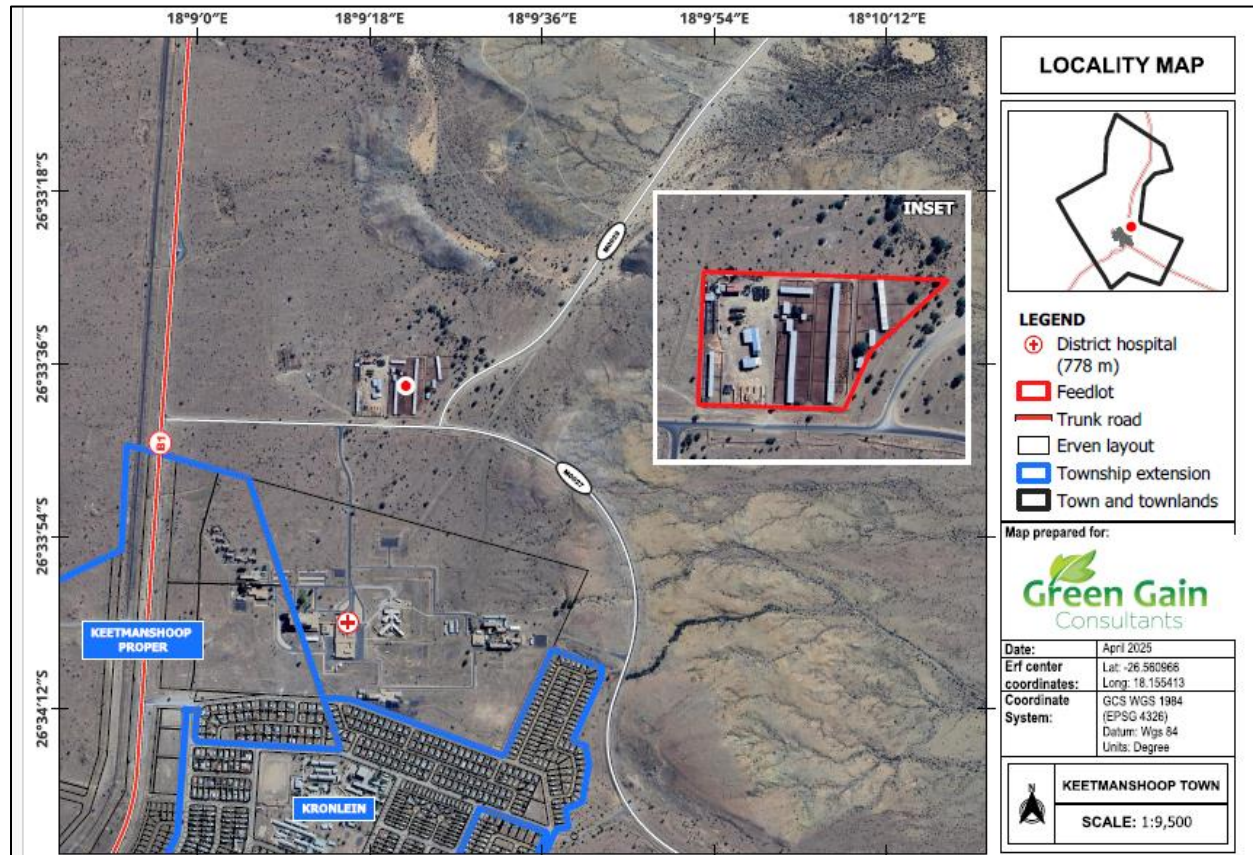 18°9'0"E 18°9'18"E 18°9'36"E 18°9'54"E 18°10'12"E
26°33'18"S
26°33'36"S
26°33'54"S
26°34'12"S
B1
M0027
KEETMANSHOOP
PROPER
KRONLEIN
INSET
LOCALITY MAP
LEGEND
District hospital
(778 m)
Feedlot
Trunk road
Erven layout
Township extension
Town and townlands
Map prepared for:
Green Gain
Consultants
Date: April 2025
Erf center Lat: -26.560966
coordinates: Long: 18.155413
Coordinate GCS WGS 1984
System: (EPSG 4326)
Datum: Wgs 84
Units: Degree
N
KEETMANSHOOP TOWN
SCALE: 1:9,500